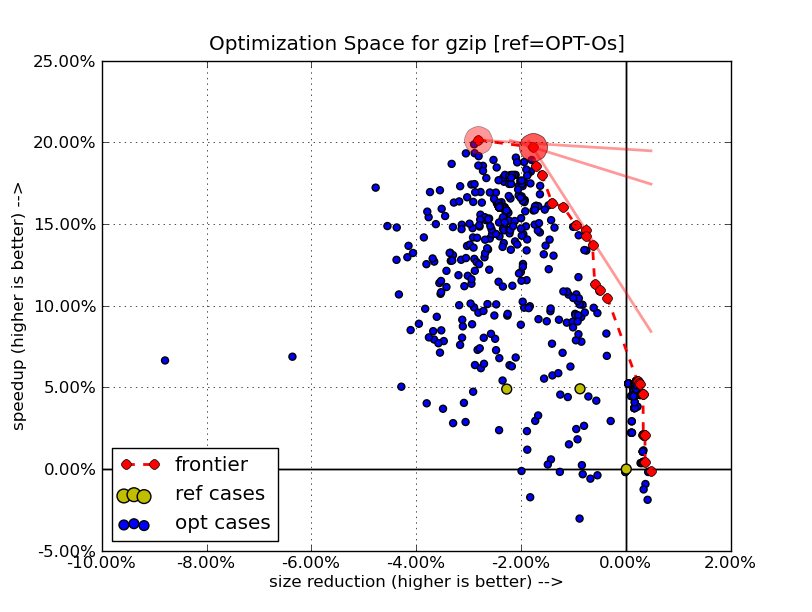 Optimization Space for gzip [ref=OPT-Os]
speedup (higher is better) -->
25.00%
20.00%
15.00%
10.00%
5.00%
0.00%
-5.00%
frontier
ref cases
opt cases
-10.00% -8.00% -6.00% -4.00% -2.00% 0.00% 2.00%
size reduction (higher is better) -->